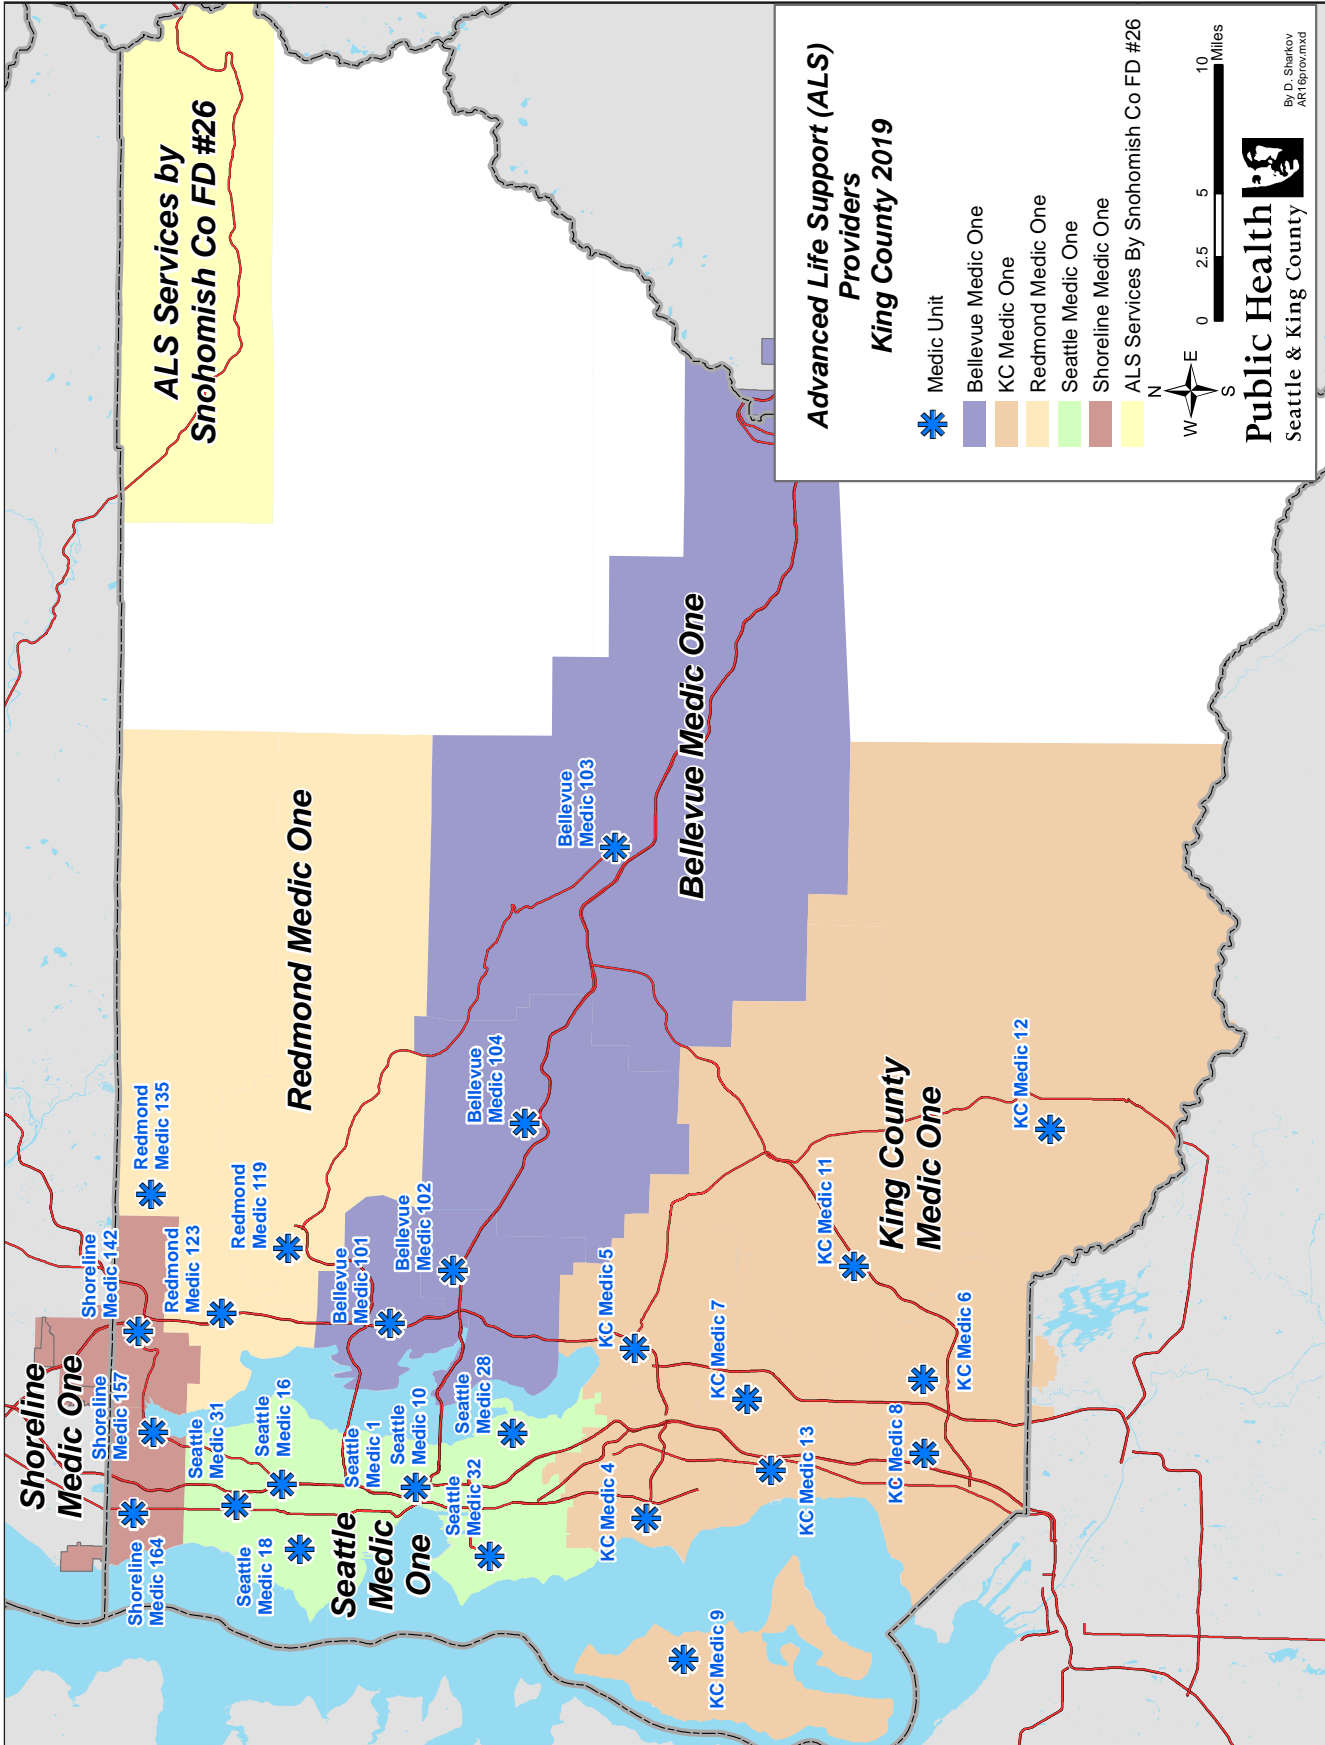 ALS Services by
Snohomish Co FD #26
Shoreline
Medic One
Redmond Medic One
Bellevue Medic One
King County
Medic One
Seattle
Medic
One
Shoreline
Medic 164
Shoreline
Medic 157
Shoreline
Medic 142
Redmond
Medic 135
Redmond
Medic 123
Redmond
Medic 119
Seattle
Medic 31
Seattle
Medic 16
Seattle
Medic 18
Seattle
Medic 1
Seattle
Medic 10
Seattle
Medic 28
Seattle
Medic 32
Bellevue
Medic 101
Bellevue
Medic 102
Bellevue
Medic 104
Bellevue
Medic 103
KC Medic 5
KC Medic 4
KC Medic 7
KC Medic 13
KC Medic 9
KC Medic 11
KC Medic 8
KC Medic 6
KC Medic 12
Advanced Life Support (ALS)
Providers
King County 2019
Medic Unit
Bellevue Medic One
KC Medic One
Redmond Medic One
Seattle Medic One
Shoreline Medic One
ALS Services By Snohomish Co FD #26
N
W E
S
0 2.5 5 10
Miles
Public Health
Seattle & King County
By D. Sharkov
AR16prov.mxd